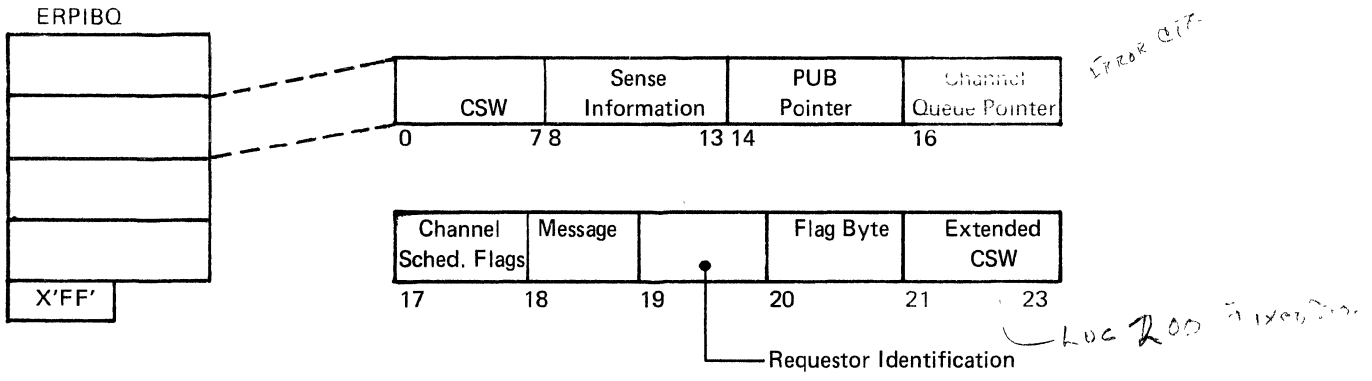 ERPIBQ
CSW
Sense
Information
PUB
Pointer
Channel
Queue Pointer
0 7 8 13 14 16
Channel
Sched. Flags
Message
Flag Byte
Extended
CSW
X'FF'
17 18 19 20 21 23
Requestor Identification